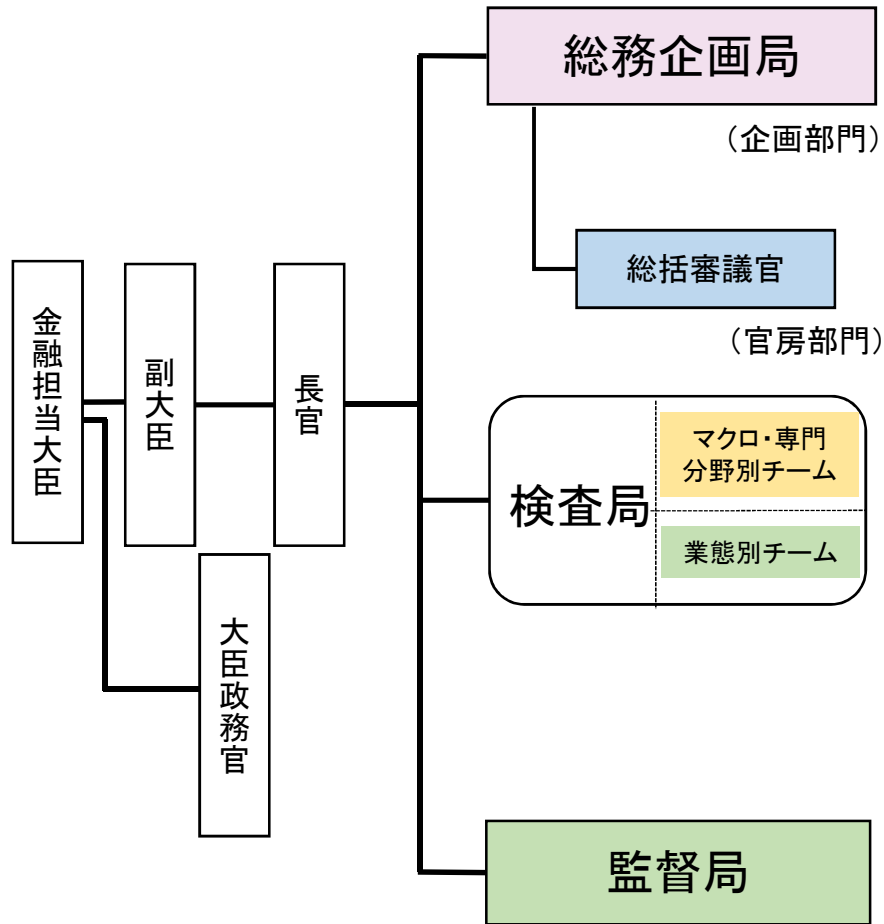 総務企画局
（企画部門）
総括審議官
（官房部門）
金融担当大臣
副大臣
長官
大臣政務官
検査局
マクロ・専門
分野別チーム
業態別チーム
監督局